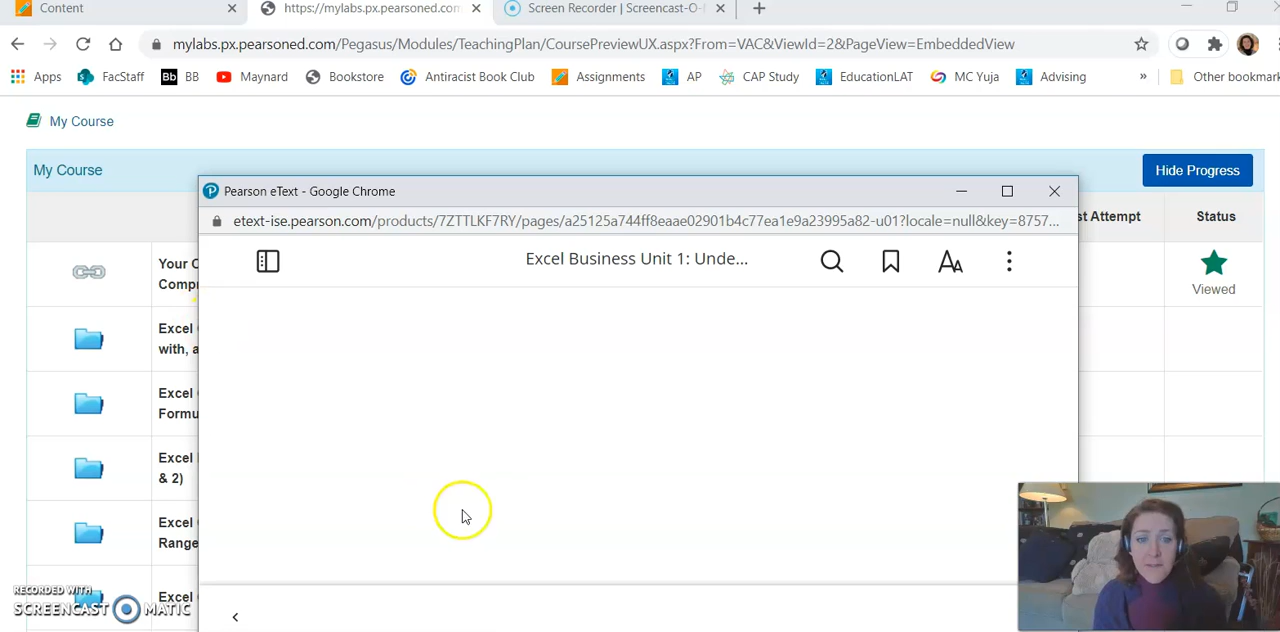 Content
https://mylabs.px.pearsoned.com
Screen Recorder | Screencast-O-
mylabs.px.pearsoned.com/Pegasus/Modules/TeachingPlan/CoursePreviewUX.aspx?From=VAC&ViewId=2&PageView=EmbeddedView
Apps FacStaff Bb BB Maynard Bookstore Antiracist Book Club Assignments AP CAP Study EducationLAT MC Yuja Advising » Other bookmar
My Course
My Course
Hide Progress
Pearson eText - Google Chrome
st Attempt
Status
etext-ise.pearson.com/products/7ZTTLKF7RY/pages/a25125a744ff8eaae02901b4c77ea1e9a23995a82-u01?locale=null&key=8757...
Your C
Compr
Excel Business Unit 1: Unde...
AA
Viewed
Excel
with, a
Excel
Formu
Excel
& 2)
Excel
Range
Excel
RECORDED WITH
SCREENCAST MATIC